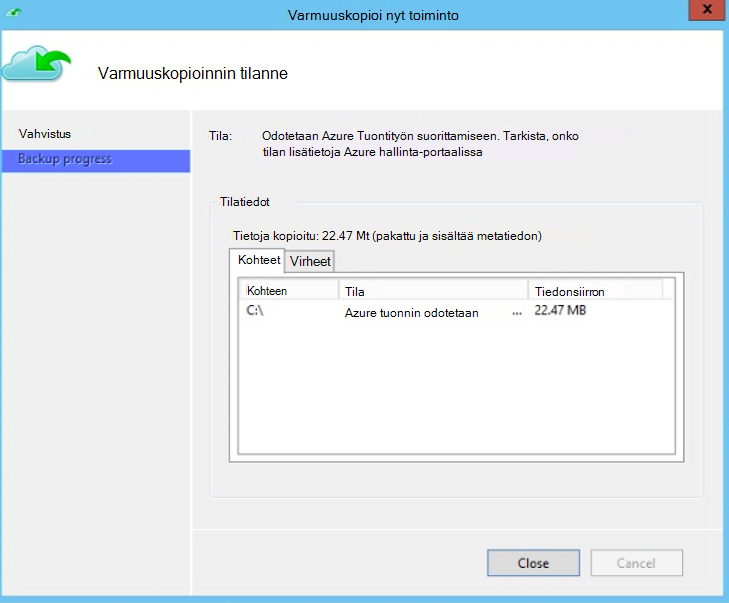 Varmuuskopioi nyt toiminto
x
Varmuuskopioinnin tilanne
Vahvistus
Backup progress
Tila: Odotetaan Azure Tuontityön suorittamiseen. Tarkista, onko
tilan lisätietoja Azure hallinta-portaalissa
Tilatiedot
Tietoja kopioitu: 22.47 Mt (pakattu ja sisältää metatiedon)
Kohteet Virheet
Kohteen Tila Tiedonsiirron
C:\ Azure tuonnin odotetaan ... 22.47 MB
Close Cancel